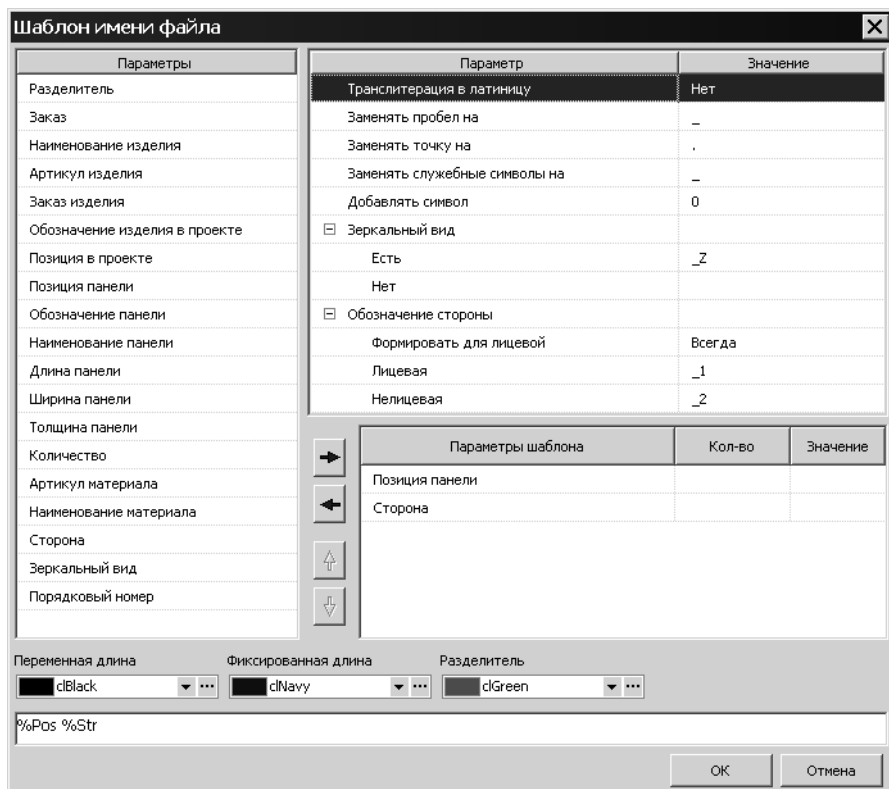 Шаблон имени файла
Параметры
Разделитель
Заказ
Наименование изделия
Артикул изделия
Заказ изделия
Обозначение изделия в проекте
Позиция в проекте
Позиция панели
Обозначение панели
Наименование панели
Длина панели
Ширина панели
Толщина панели
Количество
Артикул материала
Наименование материала
Сторона
Зеркальный вид
Порядковый номер
Параметр Значение
Транслитерация в латиницу Нет
Заменять пробел на _
Заменять точку на .
Заменять служебные символы на _
Добавлять символ 0
Зеркальный вид
Есть _Z
Нет
Обозначение стороны
Формировать для лицевой Всегда
Лицевая _1
Нелицевая _2
Параметры шаблона Кол-во Значение
Позиция панели
Сторона
Переменная длина Фиксированная длина Разделитель
clBlack clNavy clGreen
%Pos %Str
OK Отмена